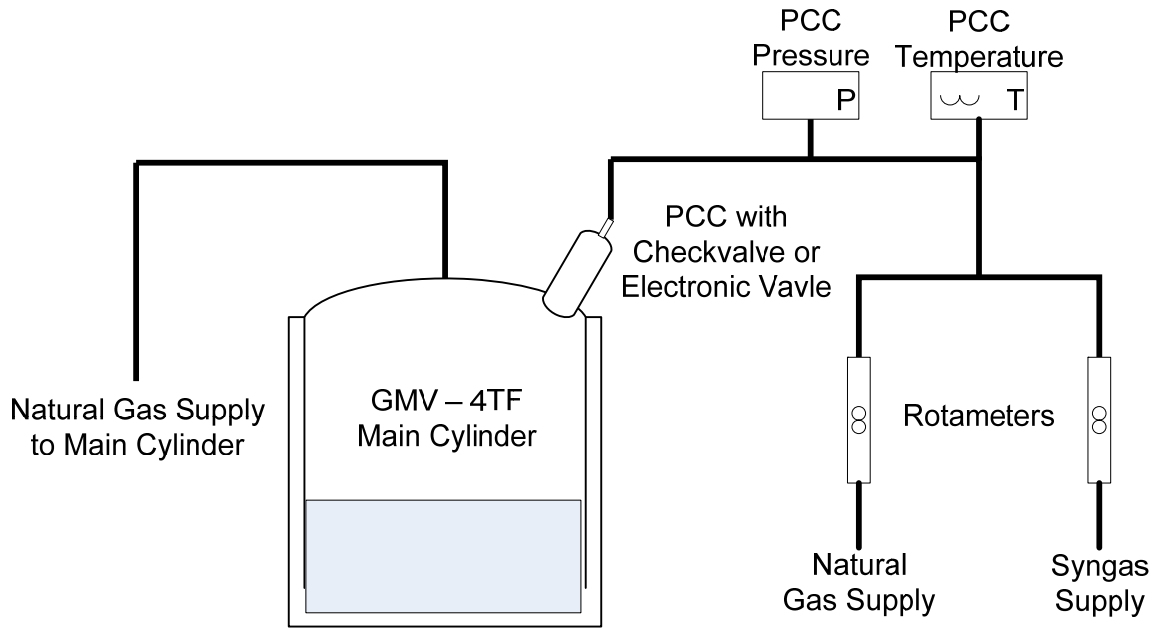 PCC
Pressure
PCC
Temperature
P
T
PCC with
Checkvalve or
Electronic Vavle
Natural Gas Supply
to Main Cylinder
GMV – 4TF
Main Cylinder
Rotameters
Natural
Gas Supply
Syngas
Supply